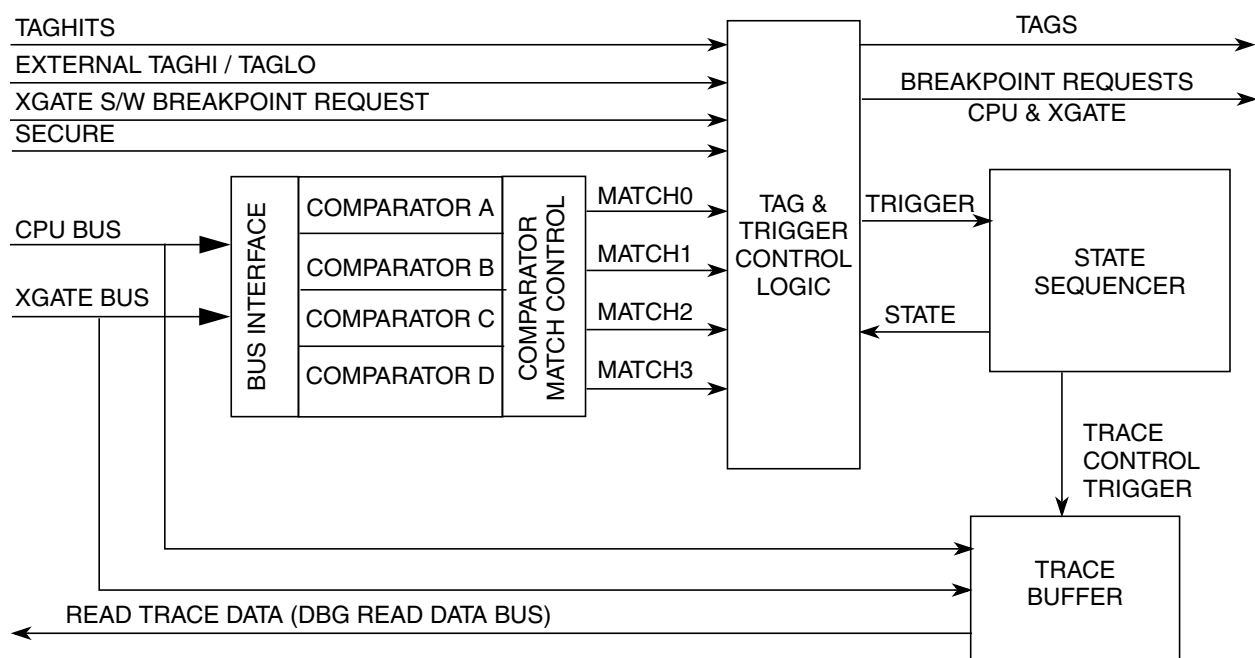 TAGHITS
EXTERNAL TAGHI / TAGLO
XGATE S/W BREAKPOINT REQUEST
SECURE
TAGS
BREAKPOINT REQUESTS
CPU & XGATE
CPU BUS
XGATE BUS
BUS INTERFACE
COMPARATOR A
COMPARATOR B
COMPARATOR C
COMPARATOR D
COMPARATOR
MATCH CONTROL
MATCH0
MATCH1
MATCH2
MATCH3
TAG &
TRIGGER
CONTROL
LOGIC
TRIGGER
STATE
STATE
SEQUENCER
TRACE
CONTROL
TRIGGER
TRACE
BUFFER
READ TRACE DATA (DBG READ DATA BUS)